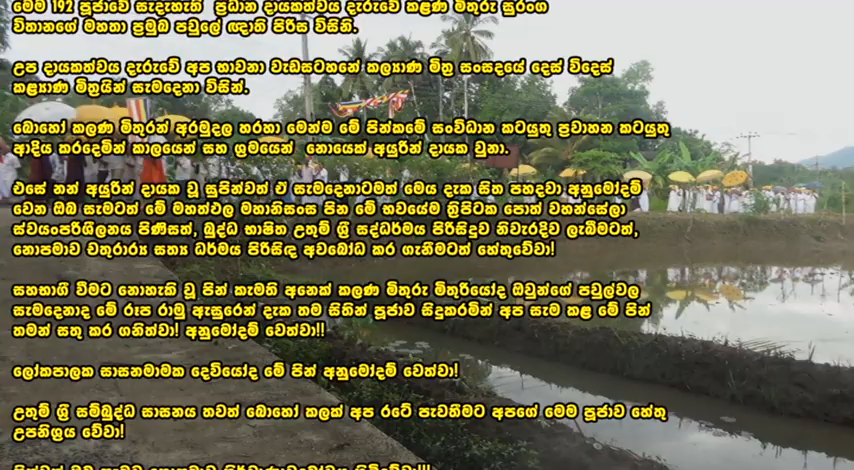 මෙම 192 පූජාවේ සැදැහැති ප්‍රධාන දායකත්වය දැරුවේ කළණ මිතුරු සුරංග
විතානගේ මහතා ප්‍රමුඛ පවුලේ ඥාති පිරිස විසිනි.
උප දායකත්වය දැරුවේ අප භාවනා වැඩසටහනේ කල්‍යාණ මිත්‍ර සංසදයේ දෙස් විදෙස්
කළ්‍යාණ මිත්‍රයින් සැමදෙනා විසින්.
බොහෝ කලණ මිතුරන් අරමුදල හරහා මෙන්ම මේ පින්කමේ සංවිධාන කටයුතු ප්‍රවාහන කටයුතු
ආදිය කරදෙමින් කාලයෙන් සහ ශ්‍රමයෙන් නොයෙක් අයුරින් දායක වුනා.
එසේ නන් අයුරින් දායක වූ සුපින්වත් ඒ සැමදෙනාටමත් මෙය දැක සිත පහදවා අනුමෝදම්
වෙන ඔබ සැමටත් මේ මහත්ඵල මහානිසංස පින මේ භවයේම ත්‍රිපිටක පොත් වහන්සේලා
ස්වයංපරිශීලනය පිණිසත්, බුද්ධ භාෂිත උතුම් ශ්‍රී සද්ධර්මය පිරිසිදුව නිවැරදිව ලැබීමටත්,
නොපමාව චතුරාර්‍ය සත්‍ය ධර්මය පිරිසිඳ අවබෝධ කර ගැනීමටත් හේතුවේවා!
සහභාගී වීමට නොහැකි වූ පින් කැමති අනෙක් කලණ මිතුරු මිතුරියෝද ඔවුන්ගේ පවුල්වල
සැමදෙනාද මේ රූප රාමු ඇසුරෙන් දැක තම සිතින් පූජාව සිදුකරමින් අප සැම කළ මේ පින්
තමන් සතු කර ගනිත්වා! අනුමෝදම් වෙත්වා!!
ලෝකපාලක සාසනමාමක දෙවියෝද මේ පින් අනුමෝදම් වෙත්වා!
උතුම් ශ්‍රී සම්බුද්ධ සාසනය තවත් බොහෝ කලක් අප රටේ පැවතීමට අපගේ මෙම පූජාව හේතු
උපනිශ්‍රය වේවා!